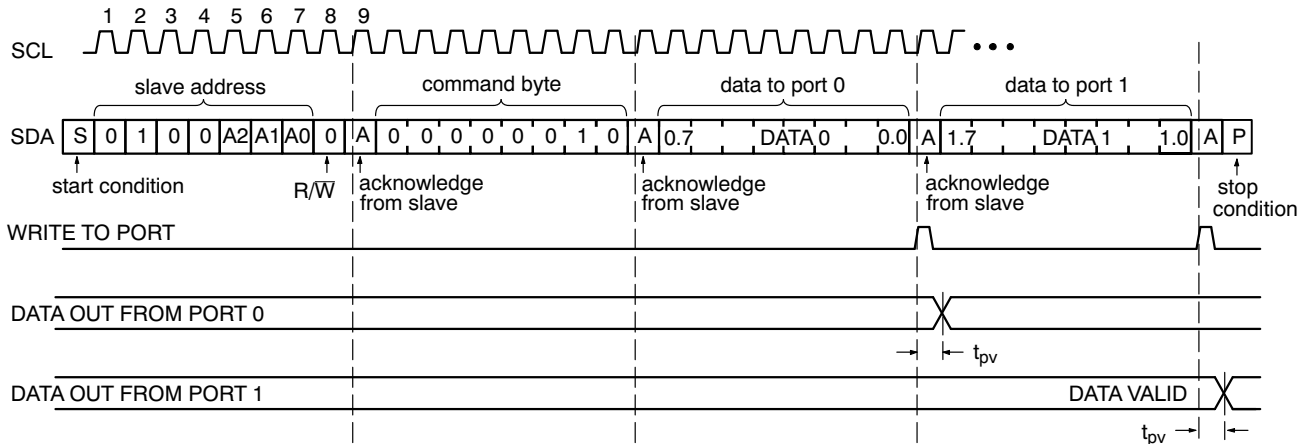 1 2 3 4 5 6 7 8 9
SCL
slave address command byte data to port 0 data to port 1
SDA S 0 1 0 0 A2 A1 A0 0 A 0 0 0 0 0 0 1 0 A 0.7 DATA 0 0.0 A 1.7 DATA 1 1.0 A P
start condition R/W̅ acknowledge from slave acknowledge from slave acknowledge from slave stop condition
WRITE TO PORT
DATA OUT FROM PORT 0
tpv
DATA OUT FROM PORT 1 DATA VALID
tpv